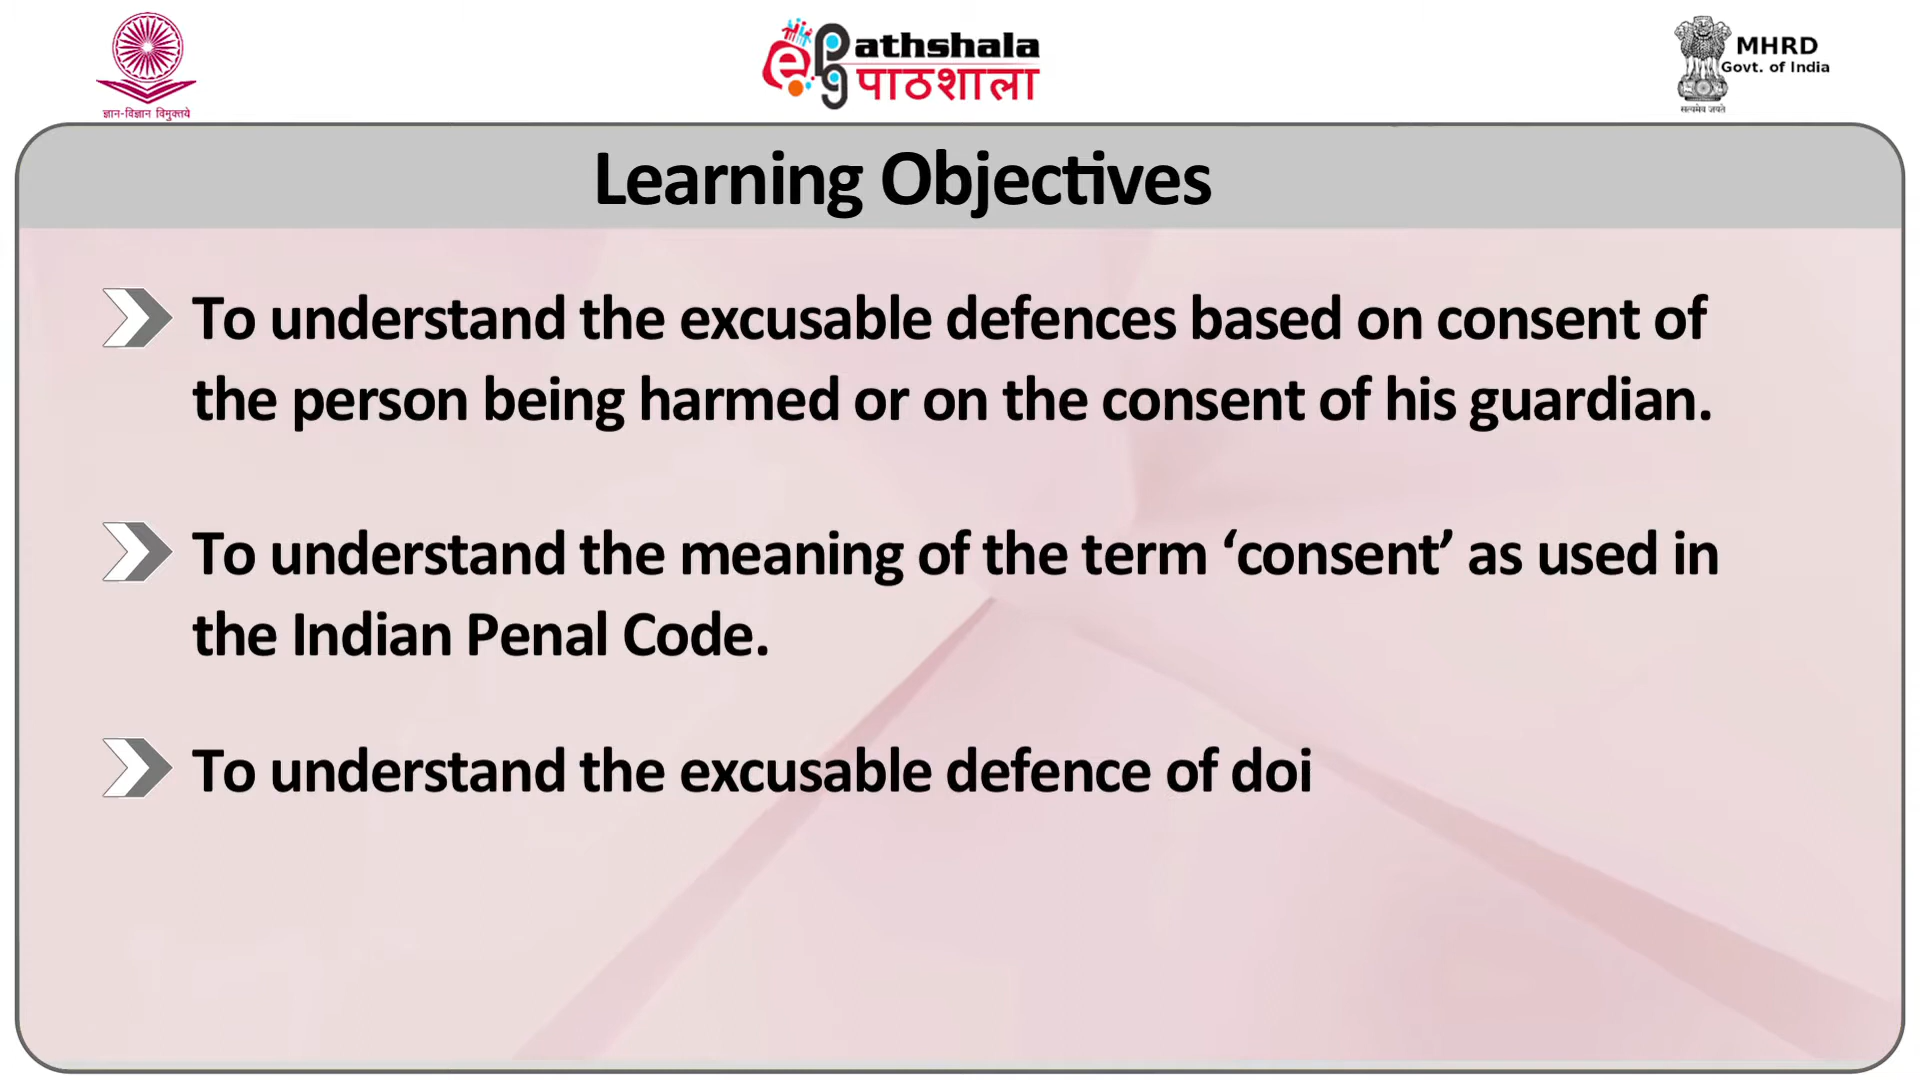 ज्ञान-विज्ञान विमुक्तये
e pg Pathshala
पाठशाला
MHRD
Govt. of India
सत्यमेव जयते
Learning Objectives
To understand the excusable defences based on consent of
the person being harmed or on the consent of his guardian.
To understand the meaning of the term ‘consent’ as used in
the Indian Penal Code.
To understand the excusable defence of doi